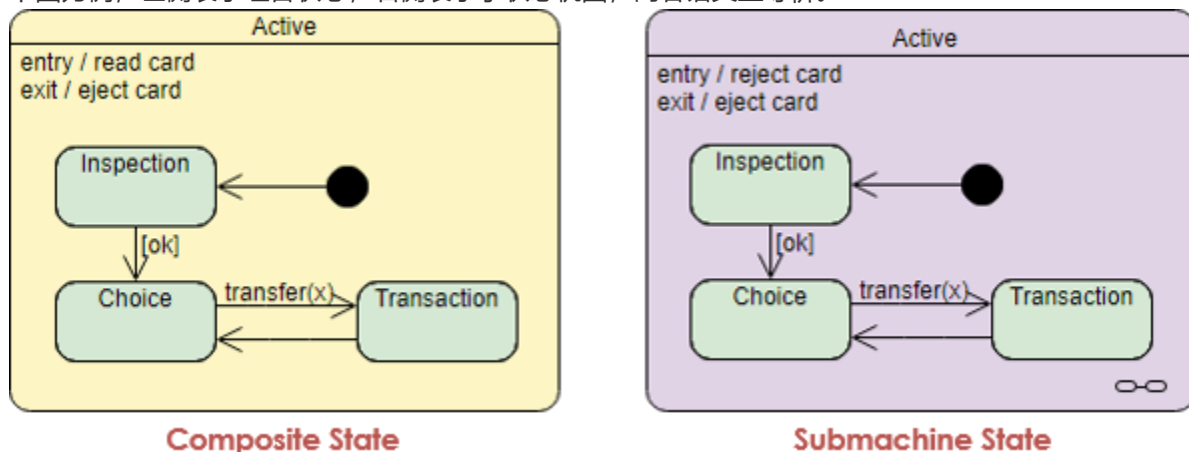 Active
entry / read card
exit / eject card
Inspection
[ok]
Choice
transfer(x)
Transaction
Composite State
Active
entry / reject card
exit / eject card
Inspection
[ok]
Choice
transfer(x)
Transaction
Submachine State